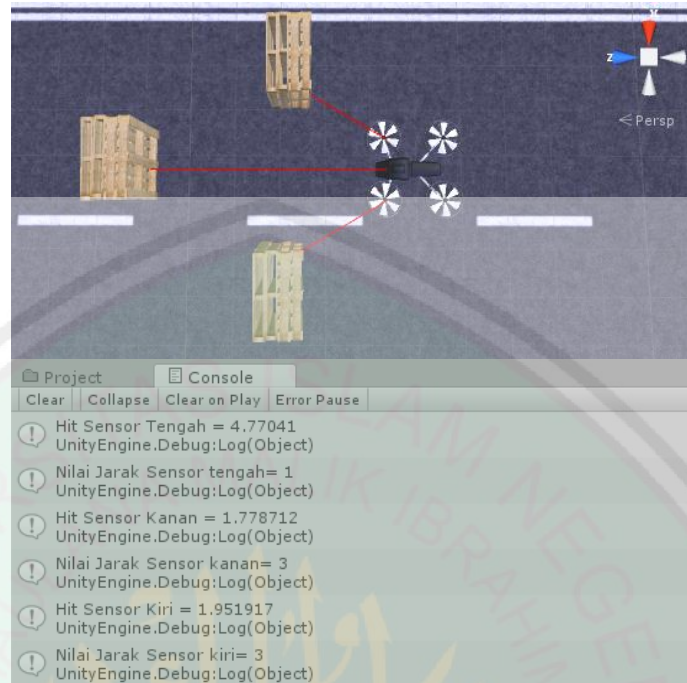 y
z
Persp
Project
Console
Clear Collapse Clear on Play Error Pause
Hit Sensor Tengah = 4.77041
UnityEngine.Debug:Log(Object)
Nilai Jarak Sensor tengah= 1
UnityEngine.Debug:Log(Object)
Hit Sensor Kanan = 1.778712
UnityEngine.Debug:Log(Object)
Nilai Jarak Sensor kanan= 3
UnityEngine.Debug:Log(Object)
Hit Sensor Kiri = 1.951917
UnityEngine.Debug:Log(Object)
Nilai Jarak Sensor kiri= 3
UnityEngine.Debug:Log(Object)